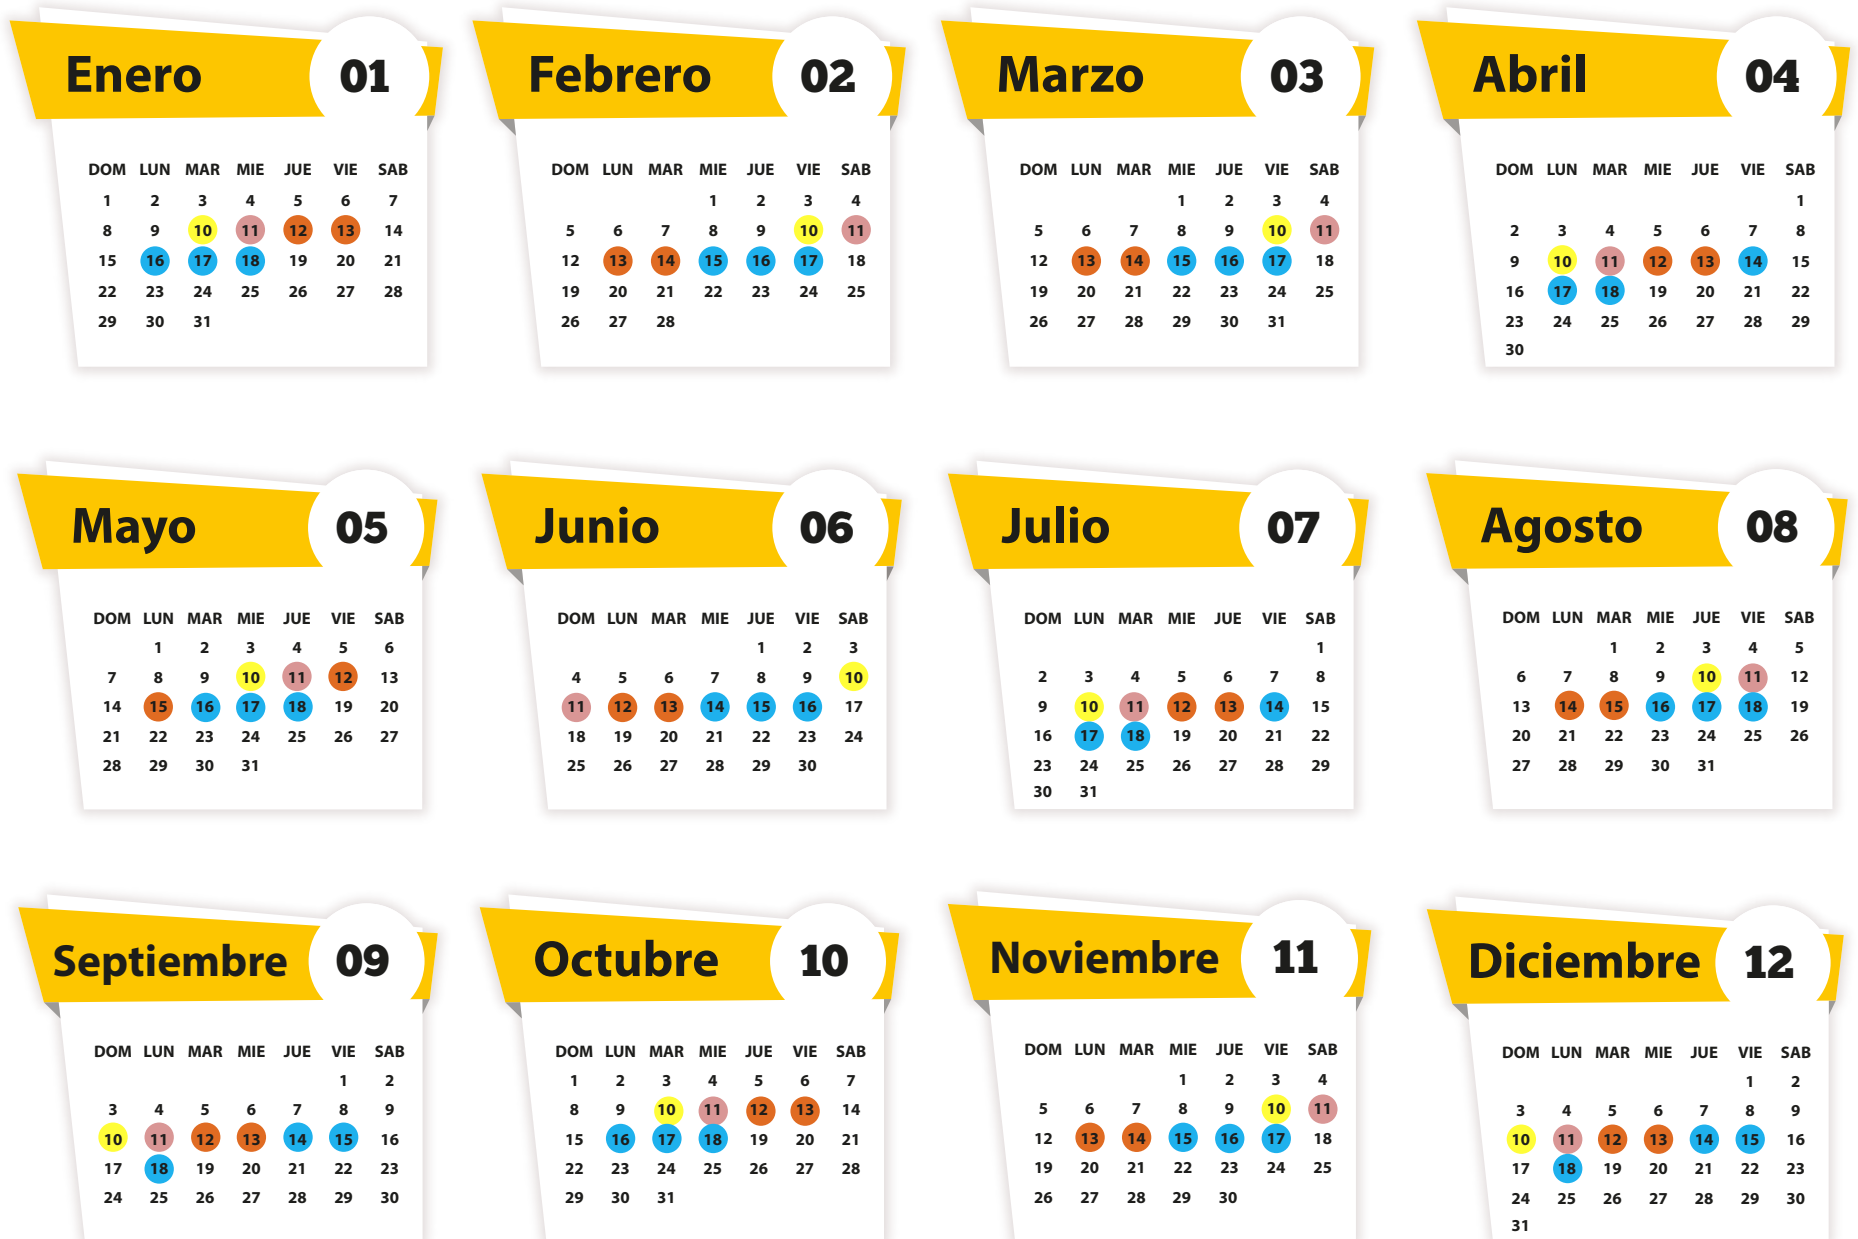 Enero 01
DOM LUN MAR MIE JUE VIE SAB
1 2 3 4 5 6 7
8 9 10 11 12 13 14
15 16 17 18 19 20 21
22 23 24 25 26 27 28
29 30 31
Febrero 02
DOM LUN MAR MIE JUE VIE SAB
1 2 3 4
5 6 7 8 9 10 11
12 13 14 15 16 17 18
19 20 21 22 23 24 25
26 27 28
Marzo 03
DOM LUN MAR MIE JUE VIE SAB
1 2 3 4
5 6 7 8 9 10 11
12 13 14 15 16 17 18
19 20 21 22 23 24 25
26 27 28 29 30 31
Abril 04
DOM LUN MAR MIE JUE VIE SAB
1
2 3 4 5 6 7 8
9 10 11 12 13 14 15
16 17 18 19 20 21 22
23 24 25 26 27 28 29
30
Mayo 05
DOM LUN MAR MIE JUE VIE SAB
1 2 3 4 5 6
7 8 9 10 11 12 13
14 15 16 17 18 19 20
21 22 23 24 25 26 27
28 29 30 31
Junio 06
DOM LUN MAR MIE JUE VIE SAB
1 2 3
4 5 6 7 8 9 10
11 12 13 14 15 16 17
18 19 20 21 22 23 24
25 26 27 28 29 30
Julio 07
DOM LUN MAR MIE JUE VIE SAB
1
2 3 4 5 6 7 8
9 10 11 12 13 14 15
16 17 18 19 20 21 22
23 24 25 26 27 28 29
30 31
Agosto 08
DOM LUN MAR MIE JUE VIE SAB
1 2 3 4 5
6 7 8 9 10 11 12
13 14 15 16 17 18 19
20 21 22 23 24 25 26
27 28 29 30 31
Septiembre 09
DOM LUN MAR MIE JUE VIE SAB
1 2
3 4 5 6 7 8 9
10 11 12 13 14 15 16
17 18 19 20 21 22 23
24 25 26 27 28 29 30
Octubre 10
DOM LUN MAR MIE JUE VIE SAB
1 2 3 4 5 6 7
8 9 10 11 12 13 14
15 16 17 18 19 20 21
22 23 24 25 26 27 28
29 30 31
Noviembre 11
DOM LUN MAR MIE JUE VIE SAB
1 2 3 4
5 6 7 8 9 10 11
12 13 14 15 16 17 18
19 20 21 22 23 24 25
26 27 28 29 30
Diciembre 12
DOM LUN MAR MIE JUE VIE SAB
1 2
3 4 5 6 7 8 9
10 11 12 13 14 15 16
17 18 19 20 21 22 23
24 25 26 27 28 29 30
31